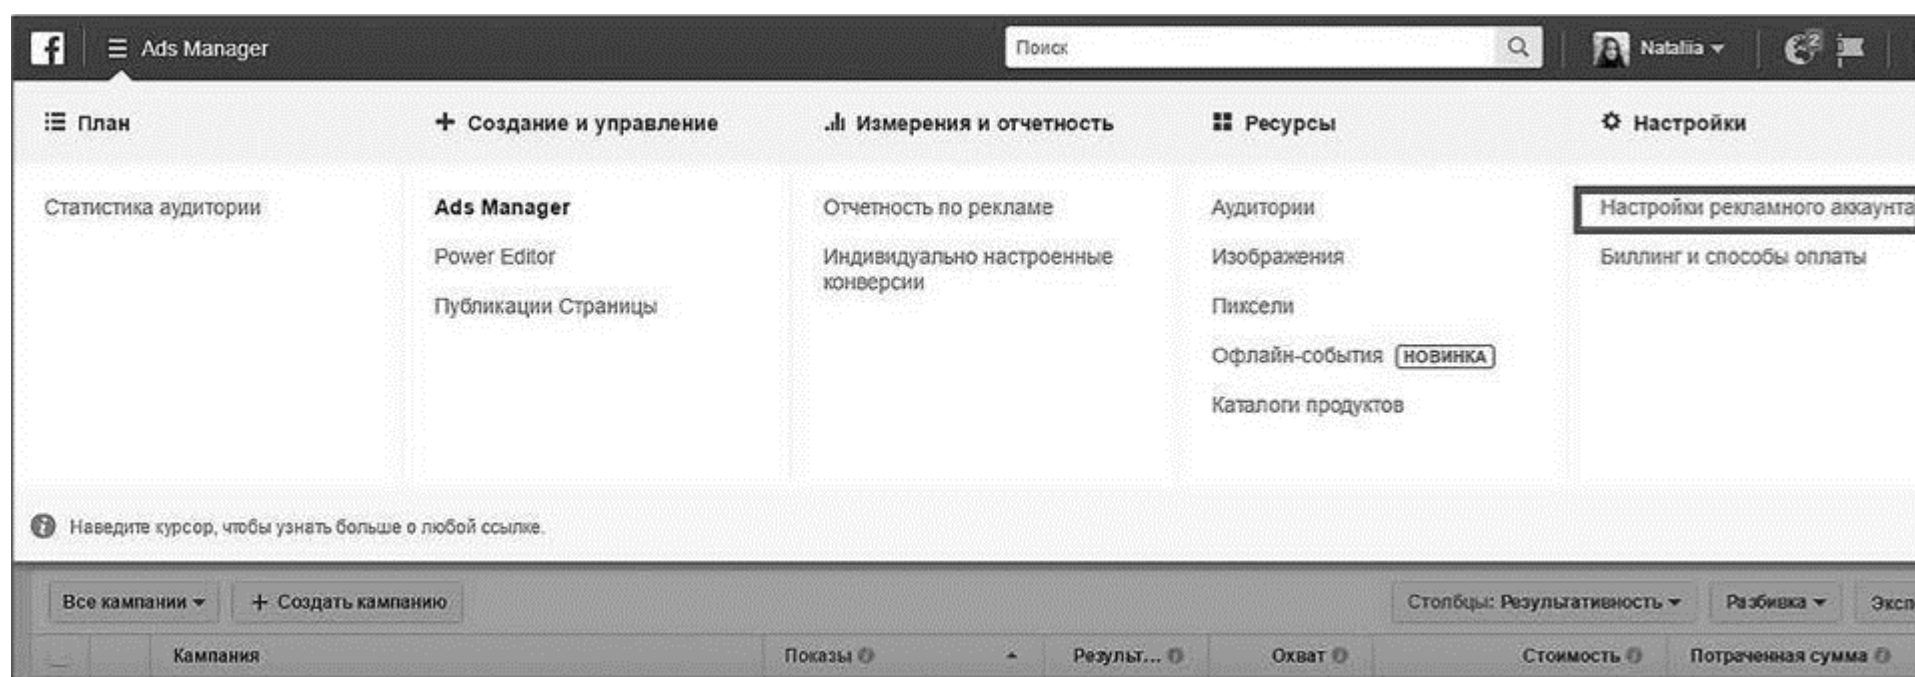 f Ads Manager Поиск Nataliia 2
План Создание и управление Измерения и отчетность Ресурсы Настройки
Статистика аудитории Ads Manager Отчетность по рекламе Аудитории Настройки рекламного аккаунта
Power Editor Индивидуально настроенные Изображения Биллинг и способы оплаты
конверсии
Публикации Страницы Пиксели
Офлайн-события НОВИНКА
Каталоги продуктов
Наведите курсор, чтобы узнать больше о любой ссылке.
Все кампании + Создать кампанию Столбцы: Результативность Разбивка Эксп
Кампания Показы Результ... Охват Стоимость Потраченная сумма